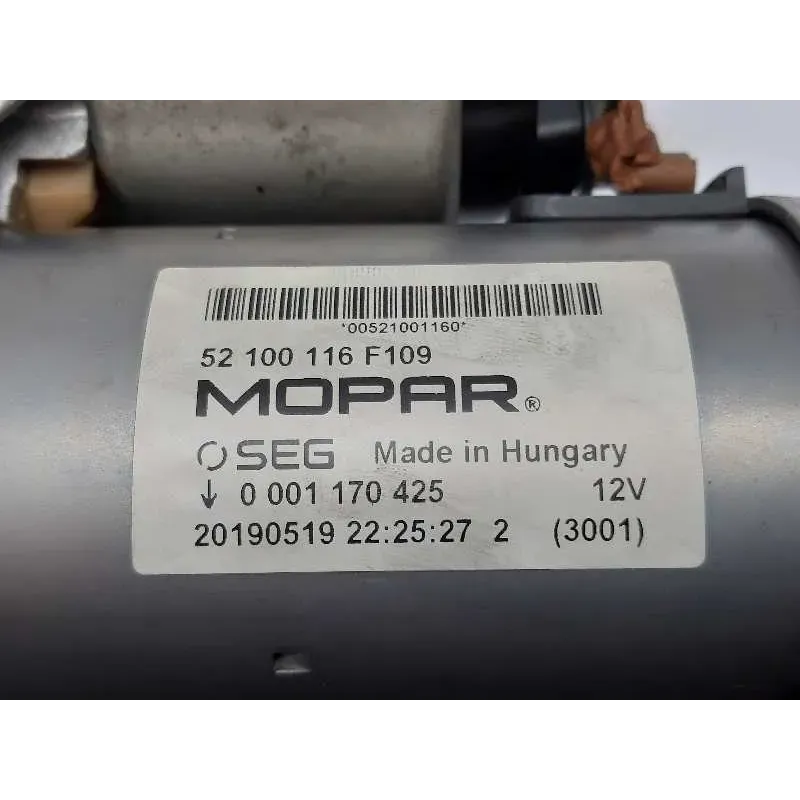 *00521001160*
52 100 116 F109
MOPAR®
SEG Made in Hungary
↓ 0 001 170 425 12V
20190519 22:25:27 2 (3001)